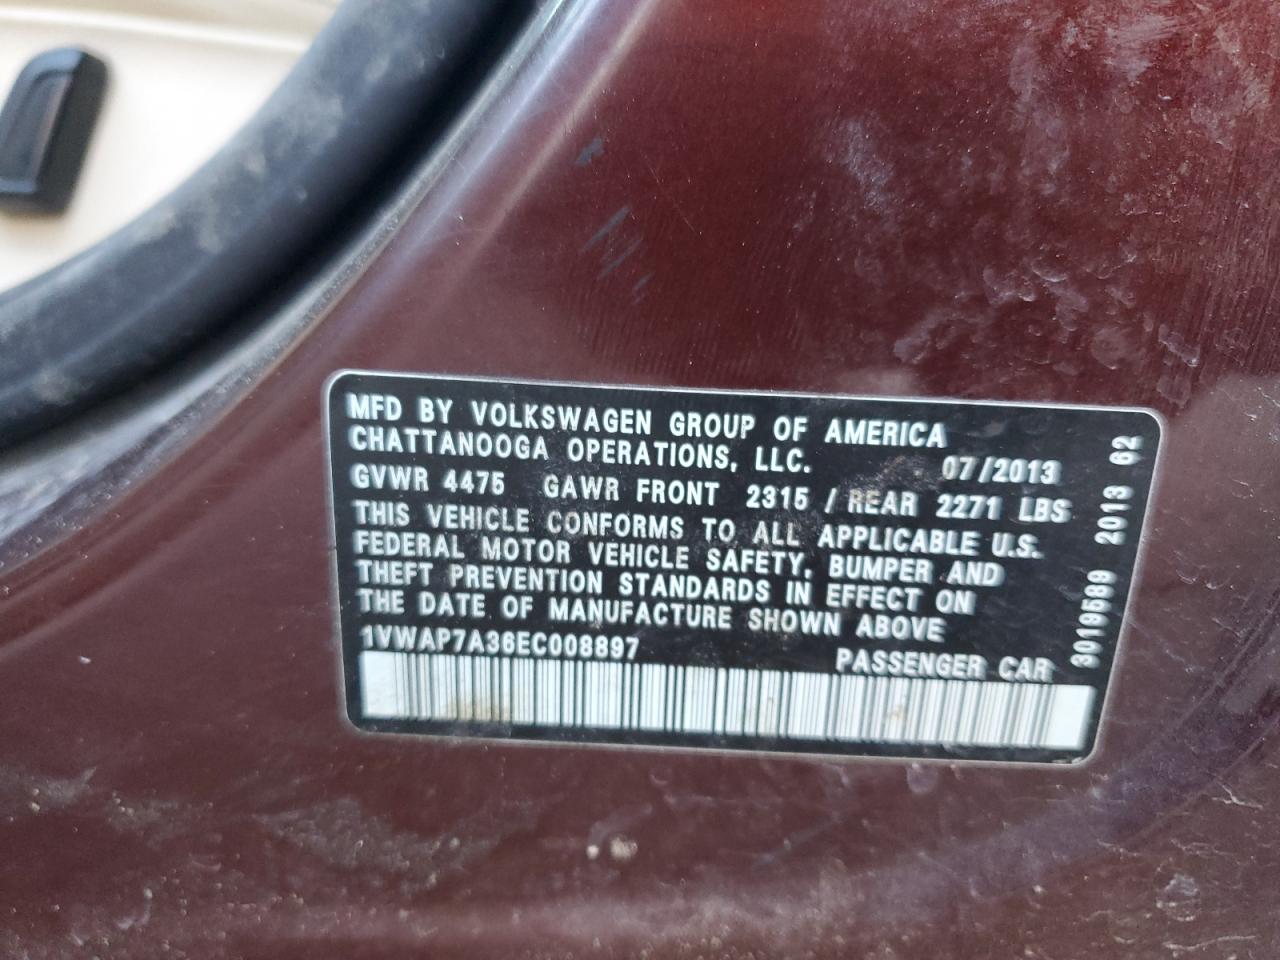 MFD BY VOLKSWAGEN GROUP OF AMERICA
CHATTANOOGA OPERATIONS, LLC.
07/2013
GVWR 4475 GAWR FRONT 2315 / REAR 2271 LBS
THIS VEHICLE CONFORMS TO ALL APPLICABLE U.S.
FEDERAL MOTOR VEHICLE SAFETY, BUMPER AND
THEFT PREVENTION STANDARDS IN EFFECT ON
THE DATE OF MANUFACTURE SHOWN ABOVE
1VWAP7A36EC008897
PASSENGER CAR
3019589 2013 62